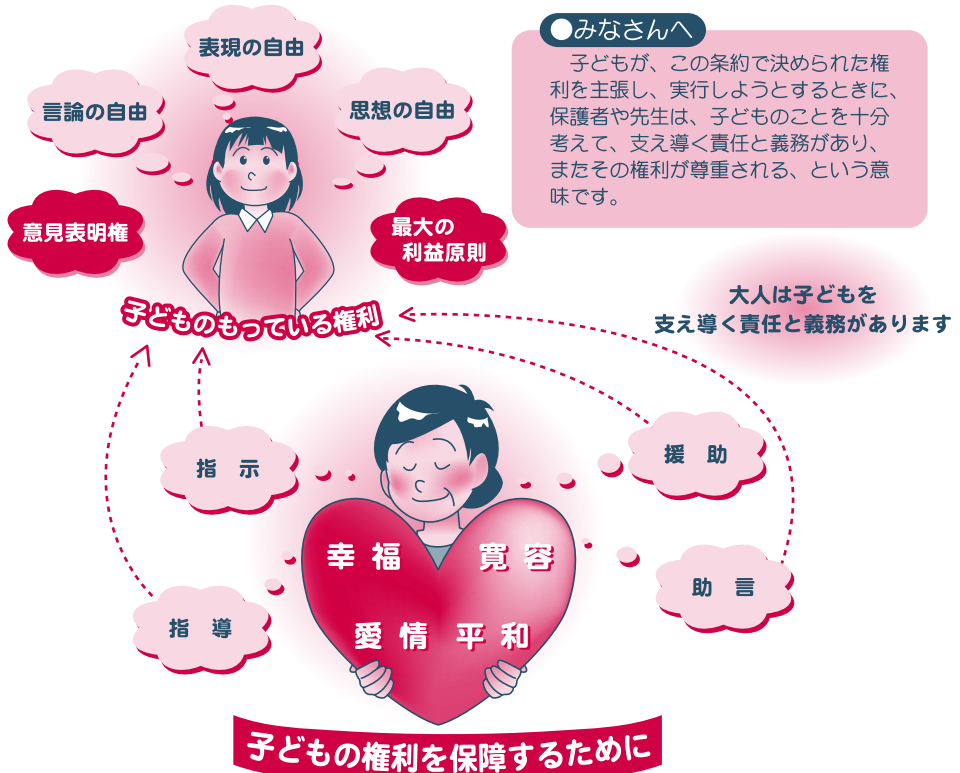 表現の自由
言論の自由
思想の自由
意見表明権
最大の
利益原則
子どものもっている権利
●みなさんへ
子どもが、この条約で決められた権
利を主張し、実行しようとするときに、
保護者や先生は、子どものことを十分
考えて、支え導く責任と義務があり、
またその権利が尊重される、という意
味です。
大人は子どもを
支え導く責任と義務があります
指　示
援　助
幸 福
寛 容
助　言
指　導
愛 情
平 和
子どもの権利を保障するために